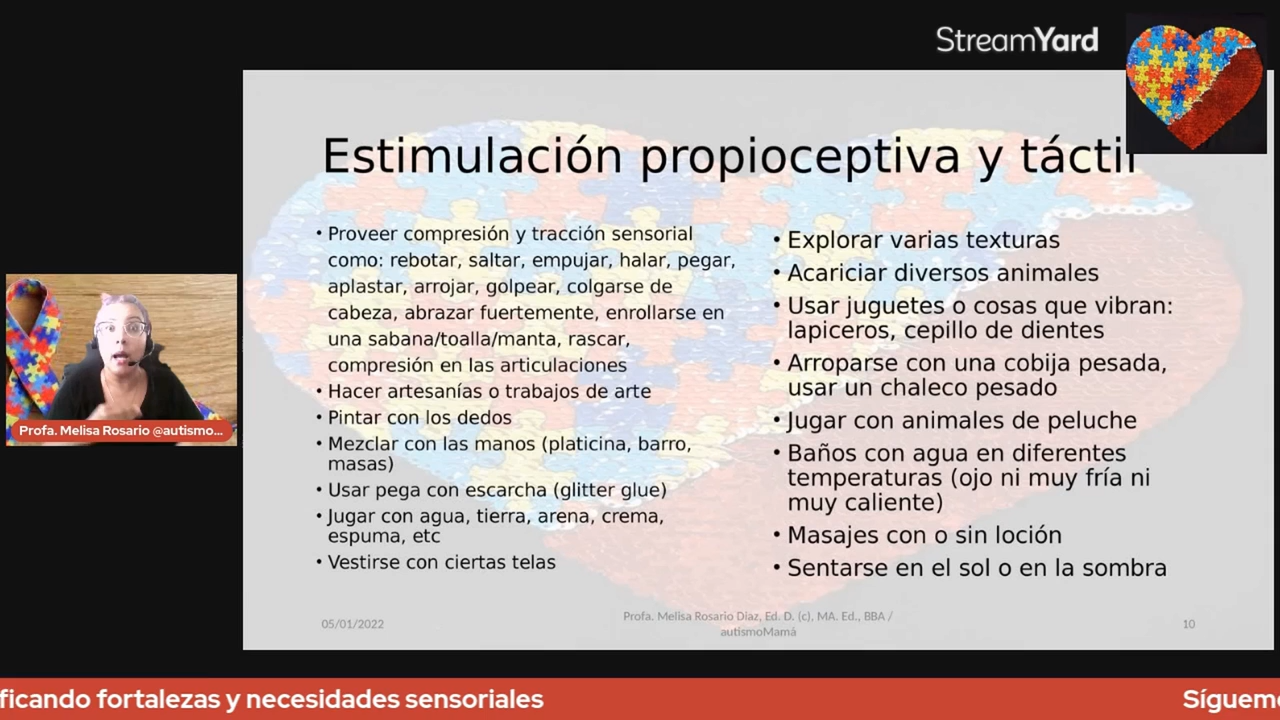 StreamYard
Estimulación propioceptiva y táctil
• Proveer compresión y tracción sensorial
como: rebotar, saltar, empujar, halar, pegar,
aplastar, arrojar, golpear, colgarse de
cabeza, abrazar fuertemente, enrollarse en
una sabana/toalla/manta, rascar,
compresión en las articulaciones
• Hacer artesanías o trabajos de arte
• Pintar con los dedos
• Mezclar con las manos (platicina, barro,
masas)
• Usar pega con escarcha (glitter glue)
• Jugar con agua, tierra, arena, crema,
espuma, etc
• Vestirse con ciertas telas
• Explorar varias texturas
• Acariciar diversos animales
• Usar juguetes o cosas que vibran:
lapiceros, cepillo de dientes
• Arroparse con una cobija pesada,
usar un chaleco pesado
• Jugar con animales de peluche
• Baños con agua en diferentes
temperaturas (ojo ni muy fría ni
muy caliente)
• Masajes con o sin loción
• Sentarse en el sol o en la sombra
Profa. Melisa Rosario @autismo...
05/01/2022
Profa. Melisa Rosario Diaz, Ed. D. (c), MA. Ed., BBA /
autismoMamá
10
ficando fortalezas y necesidades sensoriales
Síguem